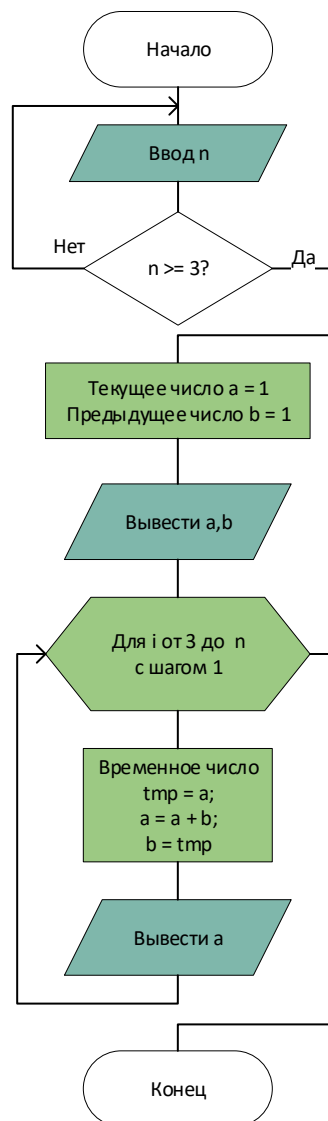 Начало
Ввод n
Нет
n >= 3?
Да
Текущее число a = 1
Предыдущее число b = 1
Вывести a,b
Для i от 3 до n
с шагом 1
Временное число
tmp = a;
a = a + b;
b = tmp
Вывести a
Конец